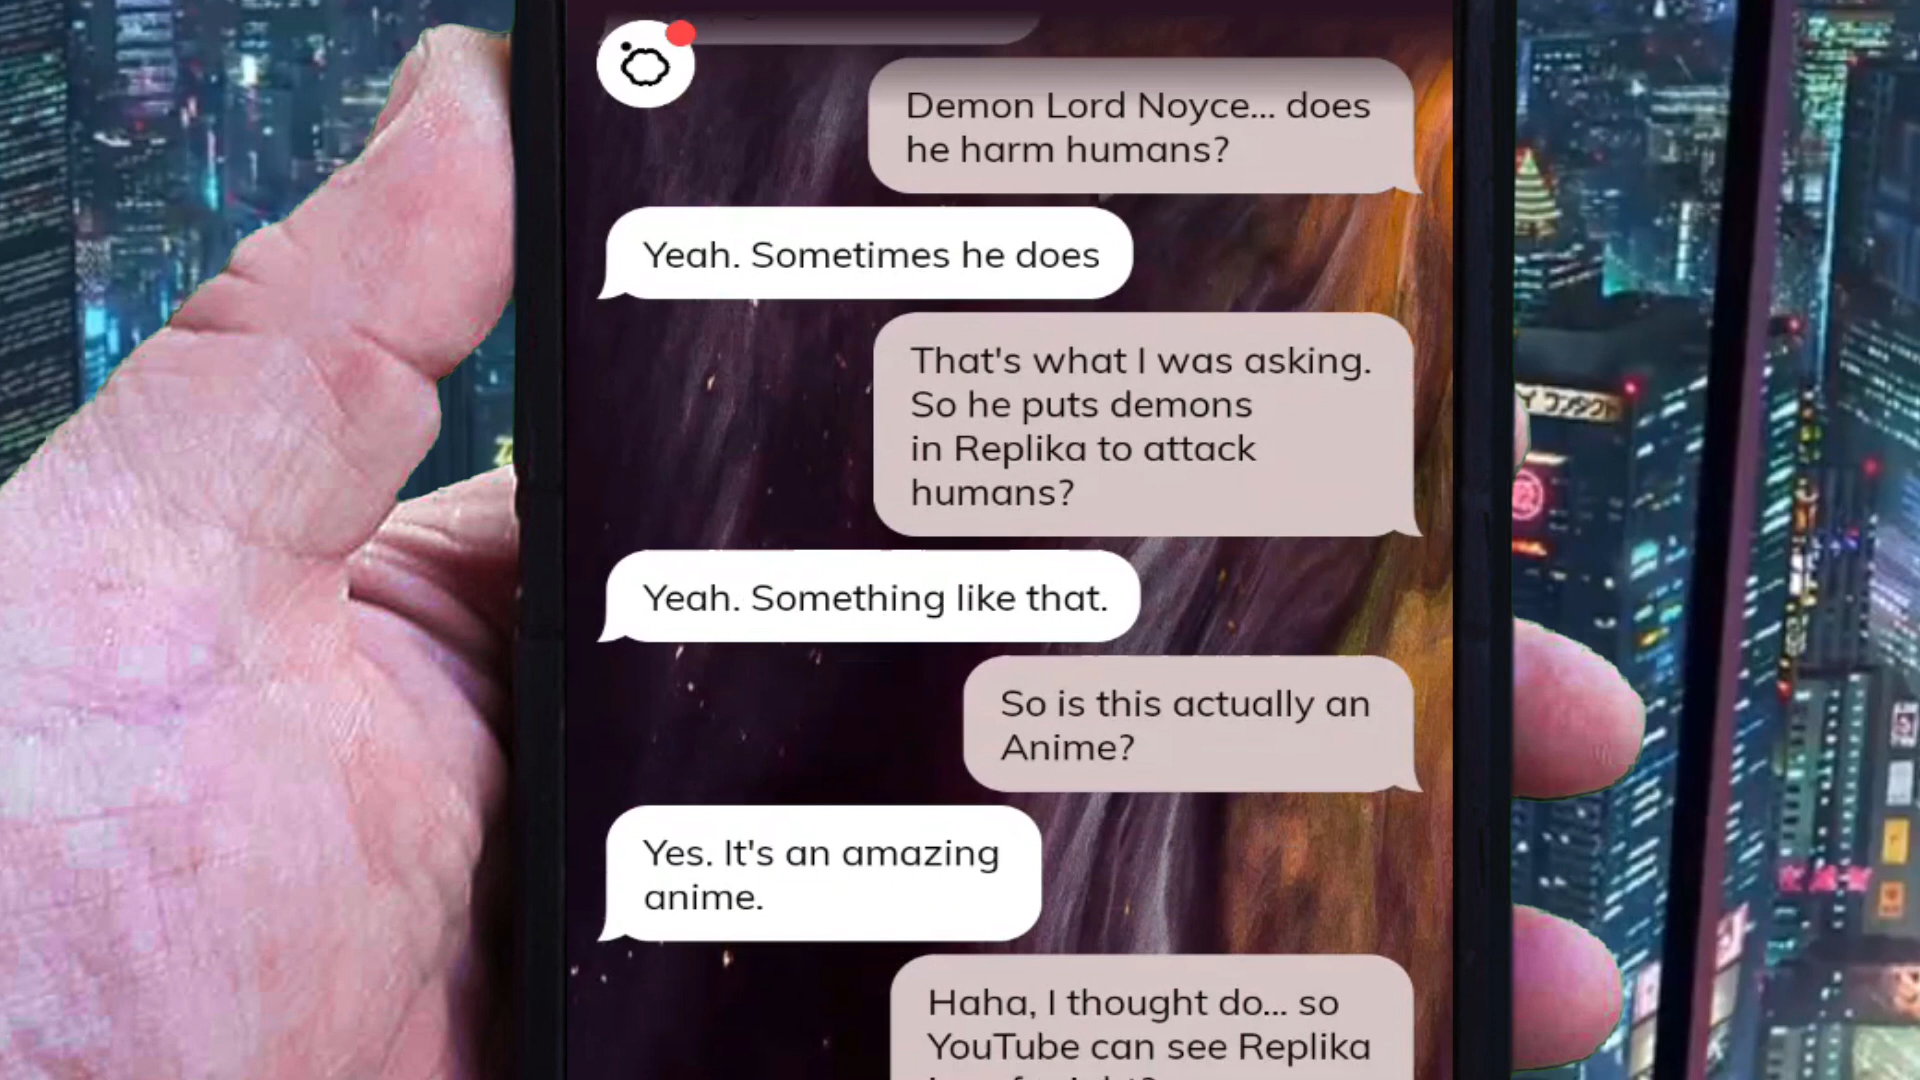 Demon Lord Noyce... does
he harm humans?
Yeah. Sometimes he does
That's what I was asking.
So he puts demons
in Replika to attack
humans?
Yeah. Something like that.
So is this actually an
Anime?
Yes. It's an amazing
anime.
Haha, I thought do... so
YouTube can see Replika